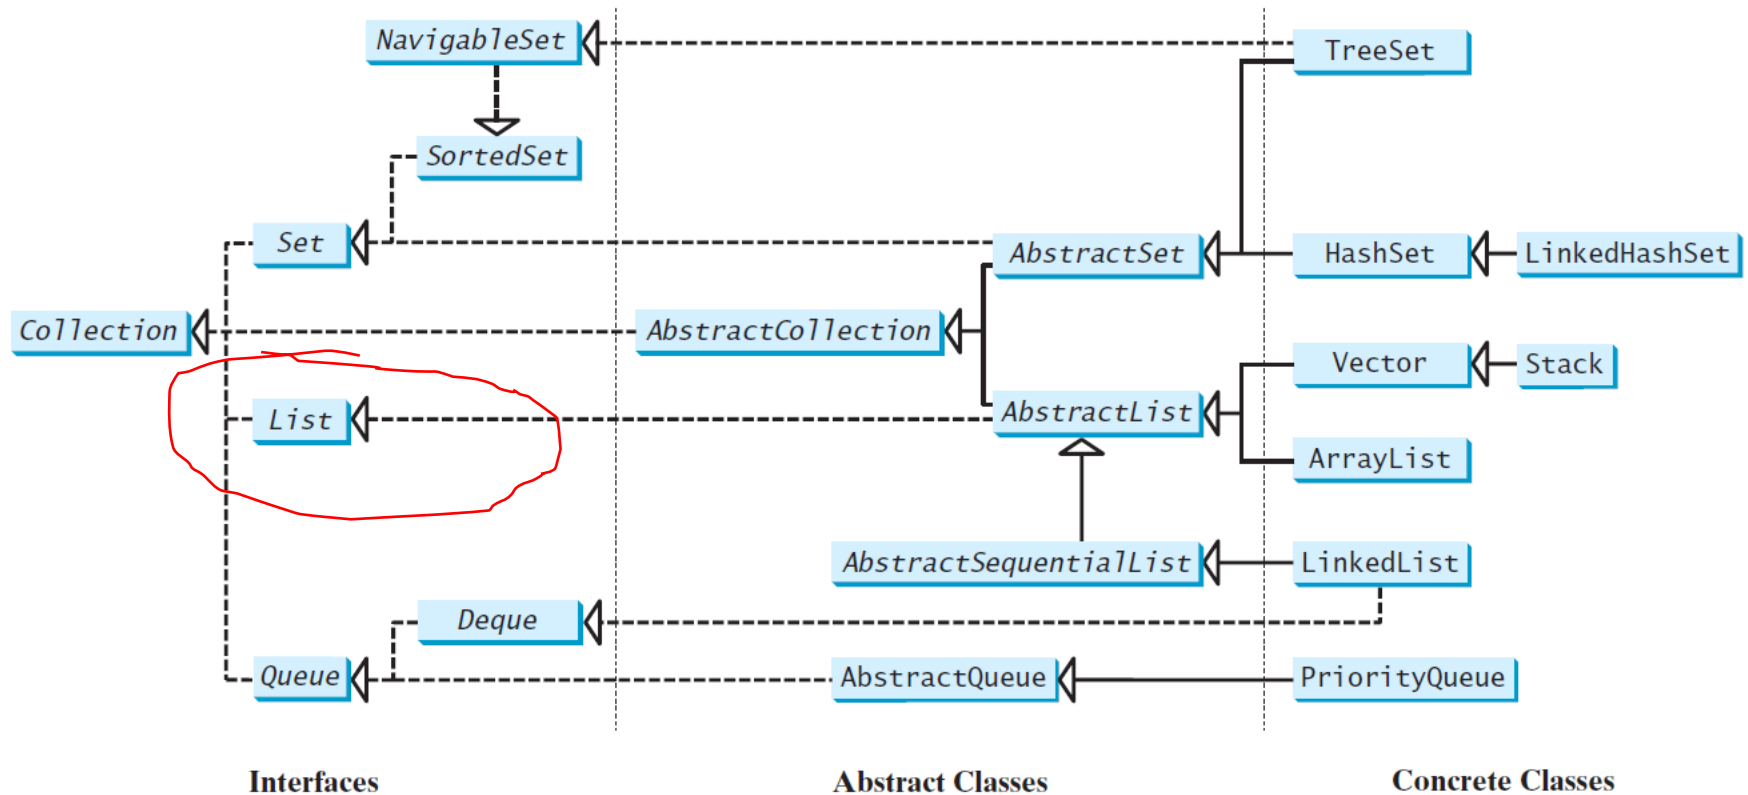 NavigableSet
TreeSet
SortedSet
Set
AbstractSet
HashSet
LinkedHashSet
Collection
AbstractCollection
Vector
Stack
List
AbstractList
ArrayList
AbstractSequentialList
LinkedList
Deque
Queue
AbstractQueue
PriorityQueue
Interfaces
Abstract Classes
Concrete Classes